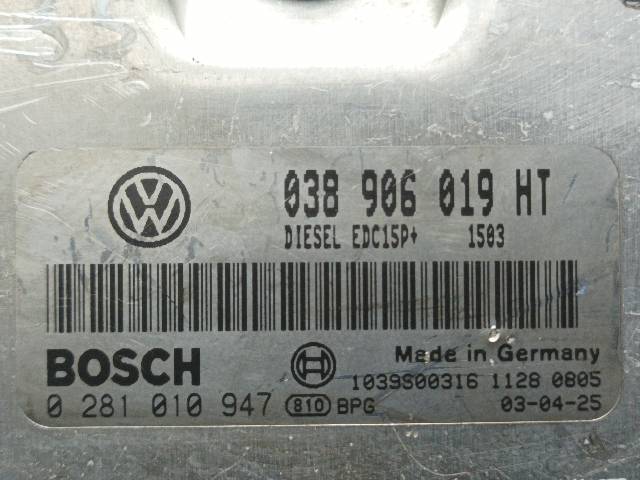 038 906 019 HT
DIESEL EDC15P+ 1503
BOSCH
Made in Germany
1039S00316 1128 0805
0 281 010 947 810 BPG 03-04-25